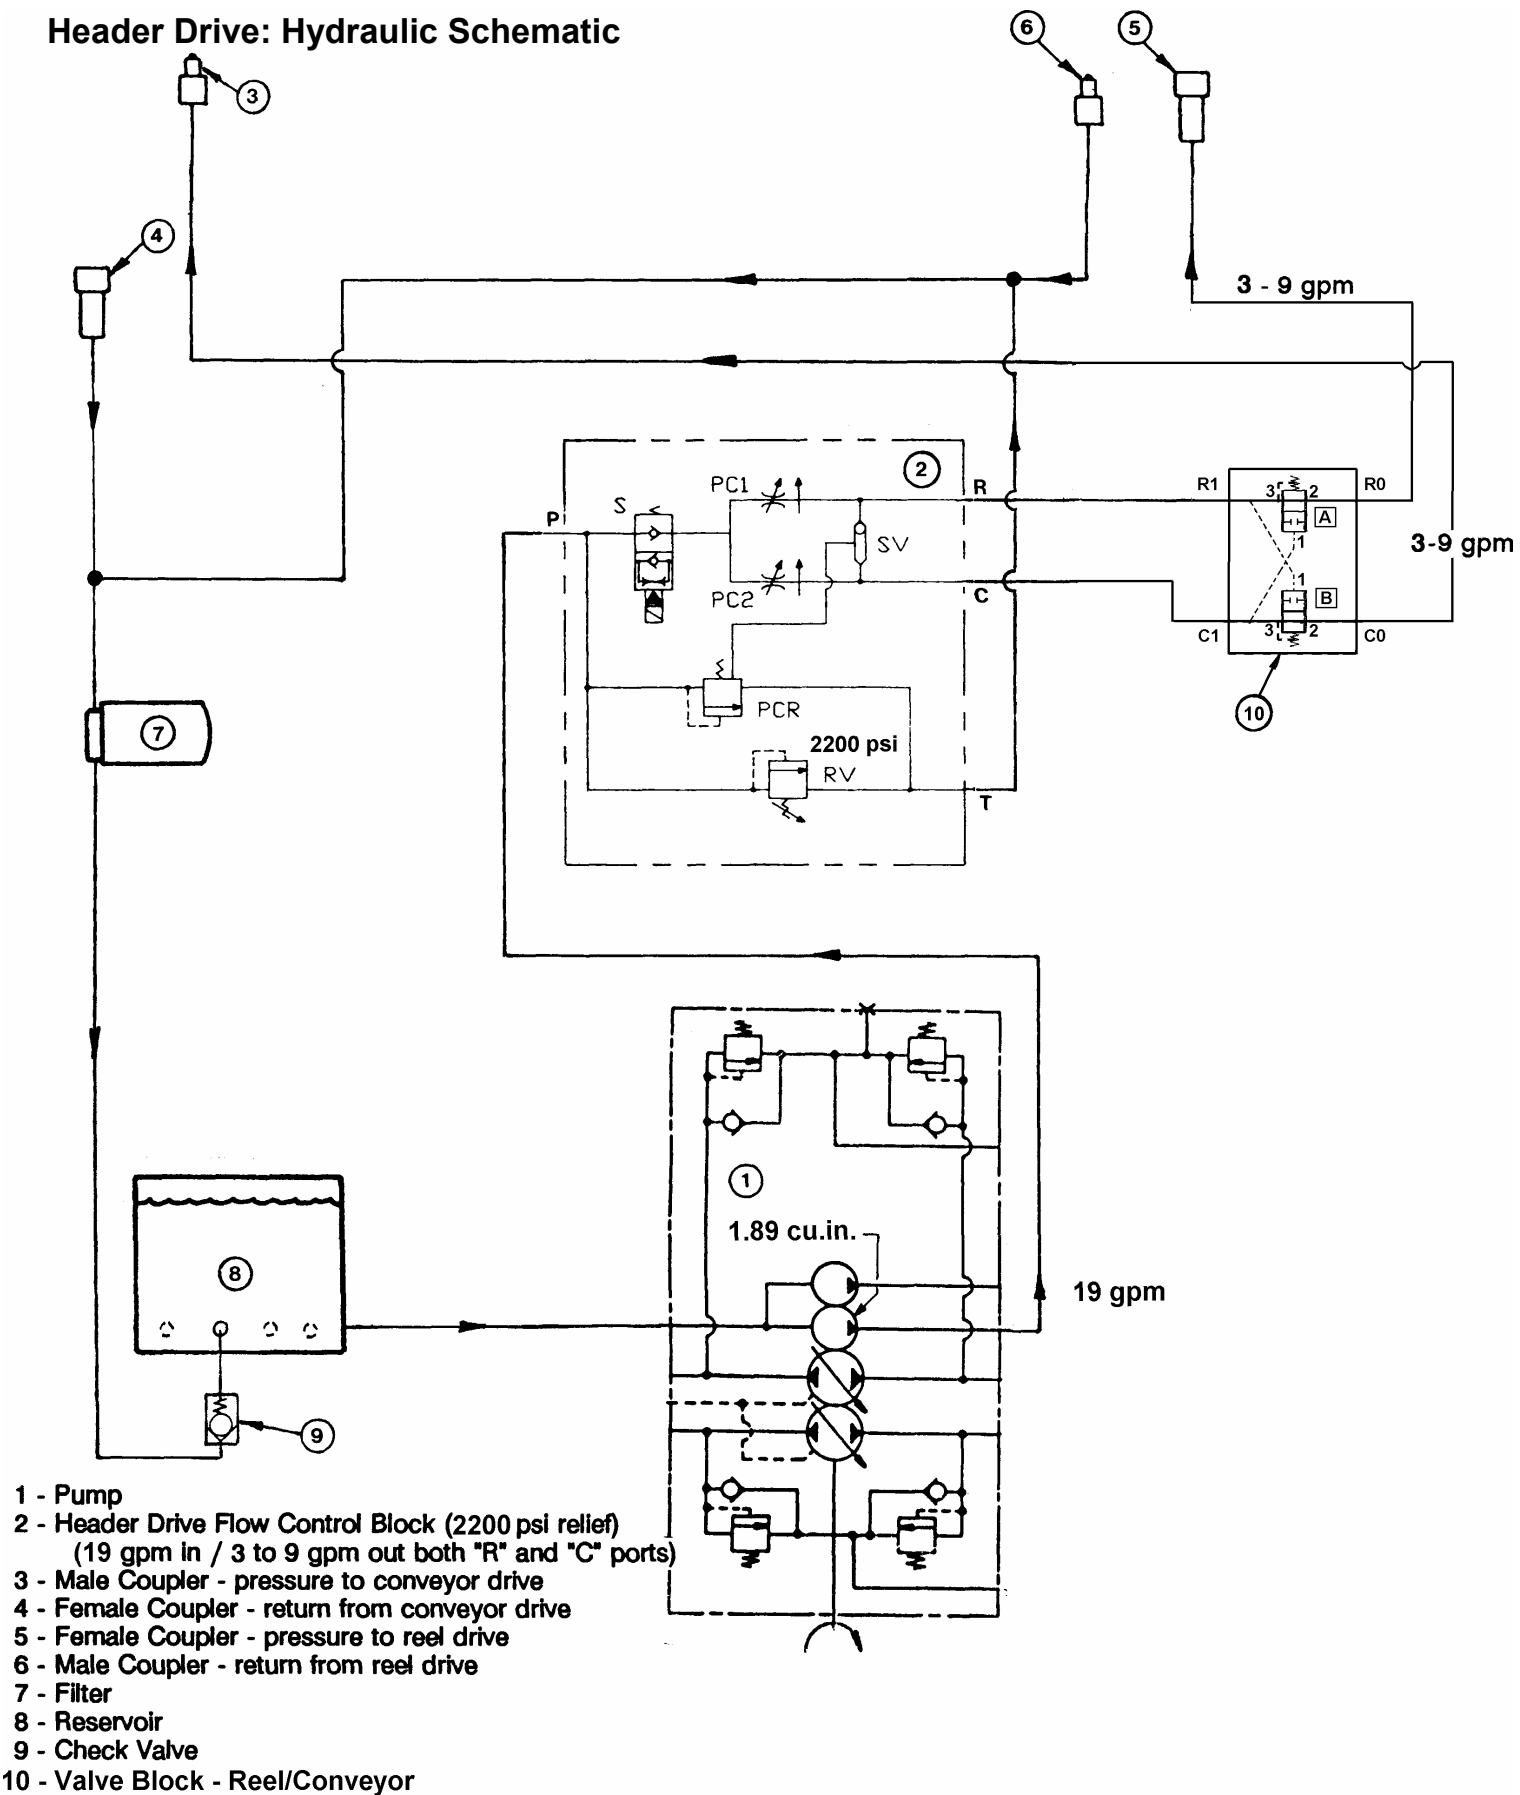 Header Drive: Hydraulic Schematic
6
5
3
4
3 - 9 gpm
2
PC1
R
R1
3
2
R0
S
P
A
SV
1
3-9 gpm
1
PC2
C
B
C1
3
2
C0
PCR
10
7
2200 psi
RV
T
1
1.89 cu.in.
8
19 gpm
9
1 - Pump
2 - Header Drive Flow Control Block (2200 psi relief)
(19 gpm in / 3 to 9 gpm out both "R" and "C" ports)
3 - Male Coupler - pressure to conveyor drive
4 - Female Coupler - return from conveyor drive
5 - Female Coupler - pressure to reel drive
6 - Male Coupler - return from reel drive
7 - Filter
8 - Reservoir
9 - Check Valve
10 - Valve Block - Reel/Conveyor